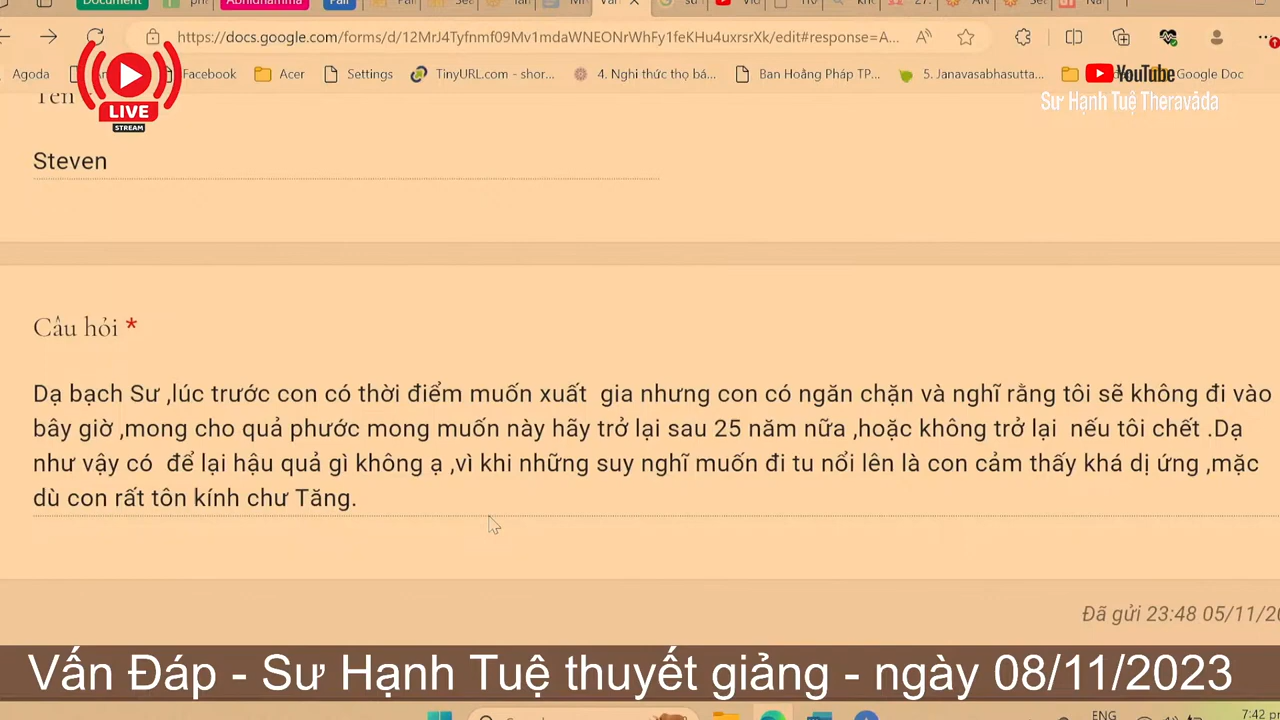 Document
Abhidhamma
Pali
https://docs.google.com/forms/d/12MrJ4Tyfnmf09Mv1mdaWNEONrWhFy1feKHu4uxrsrXk/edit#response=A...
Agoda
Facebook
Acer
Settings
TinyURL.com - shor...
4. Nghi thức thọ bá...
Ban Hoằng Pháp TP...
5. Janavasabhasutta...
Google Doc
LIVE
STREAM
YouTube
Sư Hạnh Tuệ Theravāda
Tên
Steven
Câu hỏi *
Dạ bạch Sư ,lúc trước con có thời điểm muốn xuất gia nhưng con có ngăn chặn và nghĩ rằng tôi sẽ không đi vào
bây giờ ,mong cho quả phước mong muốn này hãy trở lại sau 25 năm nữa ,hoặc không trở lại nếu tôi chết .Dạ
như vậy có để lại hậu quả gì không ạ ,vì khi những suy nghĩ muốn đi tu nổi lên là con cảm thấy khá dị ứng ,mặc
dù con rất tôn kính chư Tăng.
Đã gửi 23:48 05/11/20
Vấn Đáp - Sư Hạnh Tuệ thuyết giảng - ngày 08/11/2023
ENG
7:42 pm